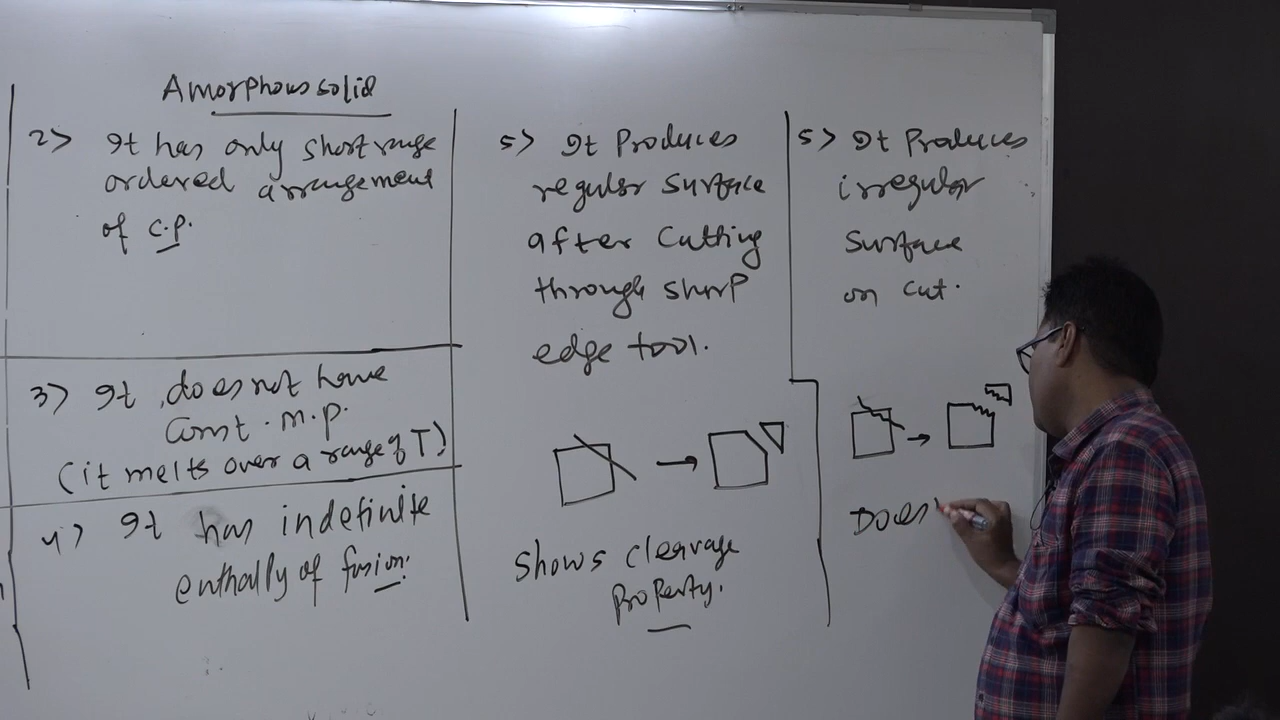 Amorphous solid
2> It has only short range
ordered arrangement
of C.P.
3> It does not have
Const. m.p.
(it melts over a range of T)
4> It has indefinite
enthally of fusion.
5> It Produces
regular surface
after Cutting
through sharp
edge tool.
shows cleavage
Property.
5> It Produces
irregular
surface
on cut.
Does